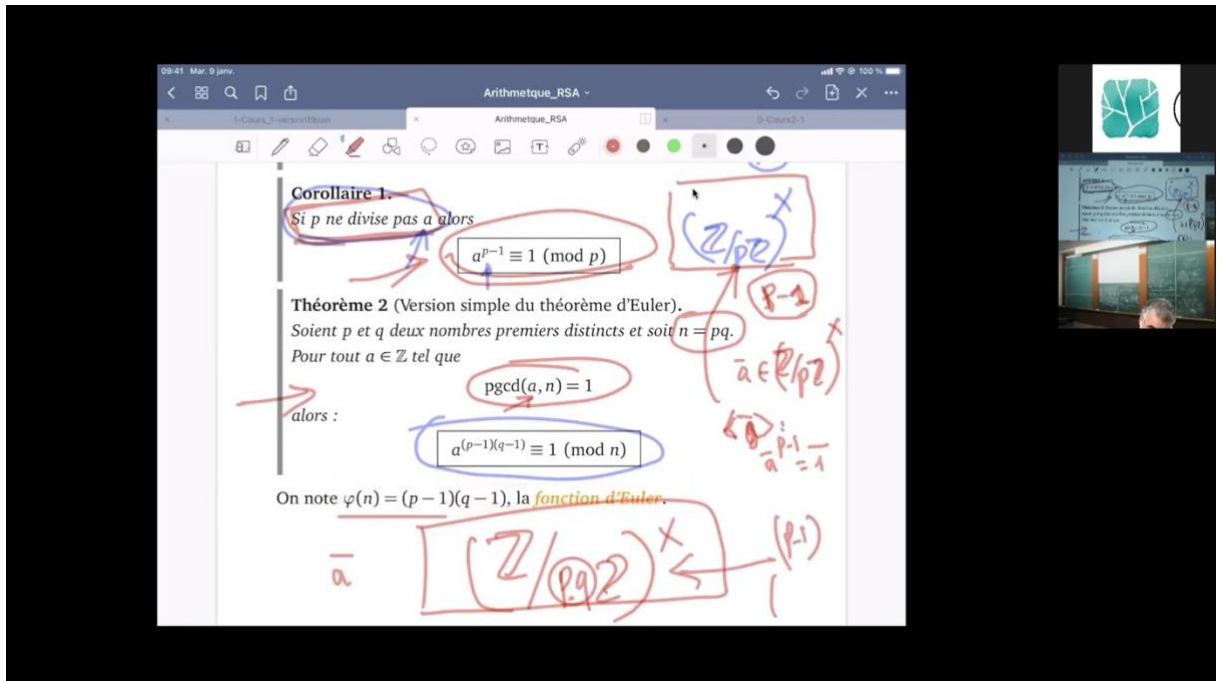 09:41 Mar. 9 janv.
100 %
Arithmetque_RSA
Arithmetque_RSA
0-Cours2-1
Corollaire 1.
Si p ne divise pas a alors
a^{p−1} ≡ 1 (mod p)
(ℤ/pℤ)^×
p-1
Théorème 2 (Version simple du théorème d'Euler).
Soient p et q deux nombres premiers distincts et soit n = pq.
Pour tout a ∈ ℤ tel que
pgcd(a, n) = 1
ā ∈ (ℤ/pℤ)^×
alors :
a^{(p−1)(q−1)} ≡ 1 (mod n)
ā^{p-1} = 1̄
On note φ(n) = (p − 1)(q − 1), la fonction d'Euler.
ā
(ℤ/pqℤ)^×
(p-1)
(